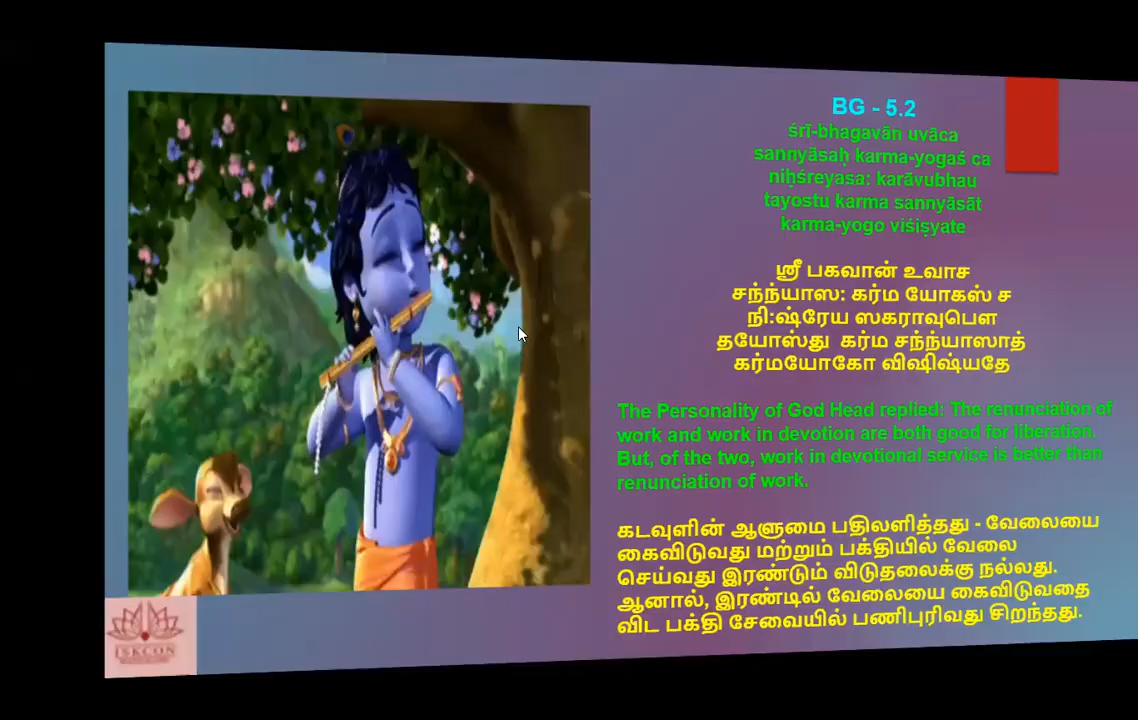 BG - 5.2
śrī-bhagavān uvāca
sannyāsaḥ karma-yogaś ca
niḥśreyasa: karāvubhau
tayostu karma sannyāsāt
karma-yogo viśiṣyate
ஸ்ரீ பகவான் உவாச
சந்ந்யாஸ: கர்ம யோகஸ் ச
நி:ஷ்ரேய ஸகராவுபௌ
தயோஸ்து கர்ம சந்ந்யாஸாத்
கர்மயோகோ விஷிஷ்யதே
The Personality of God Head replied: The renunciation of
work and work in devotion are both good for liberation.
But, of the two, work in devotional service is better than
renunciation of work.
கடவுளின் ஆளுமை பதிலளித்தது - வேலையை
கைவிடுவது மற்றும் பக்தியில் வேலை
செய்வது இரண்டும் விடுதலைக்கு நல்லது.
ஆனால், இரண்டில் வேலையை கைவிடுவதை
விட பக்தி சேவையில் பணிபுரிவது சிறந்தது.
ISKCON